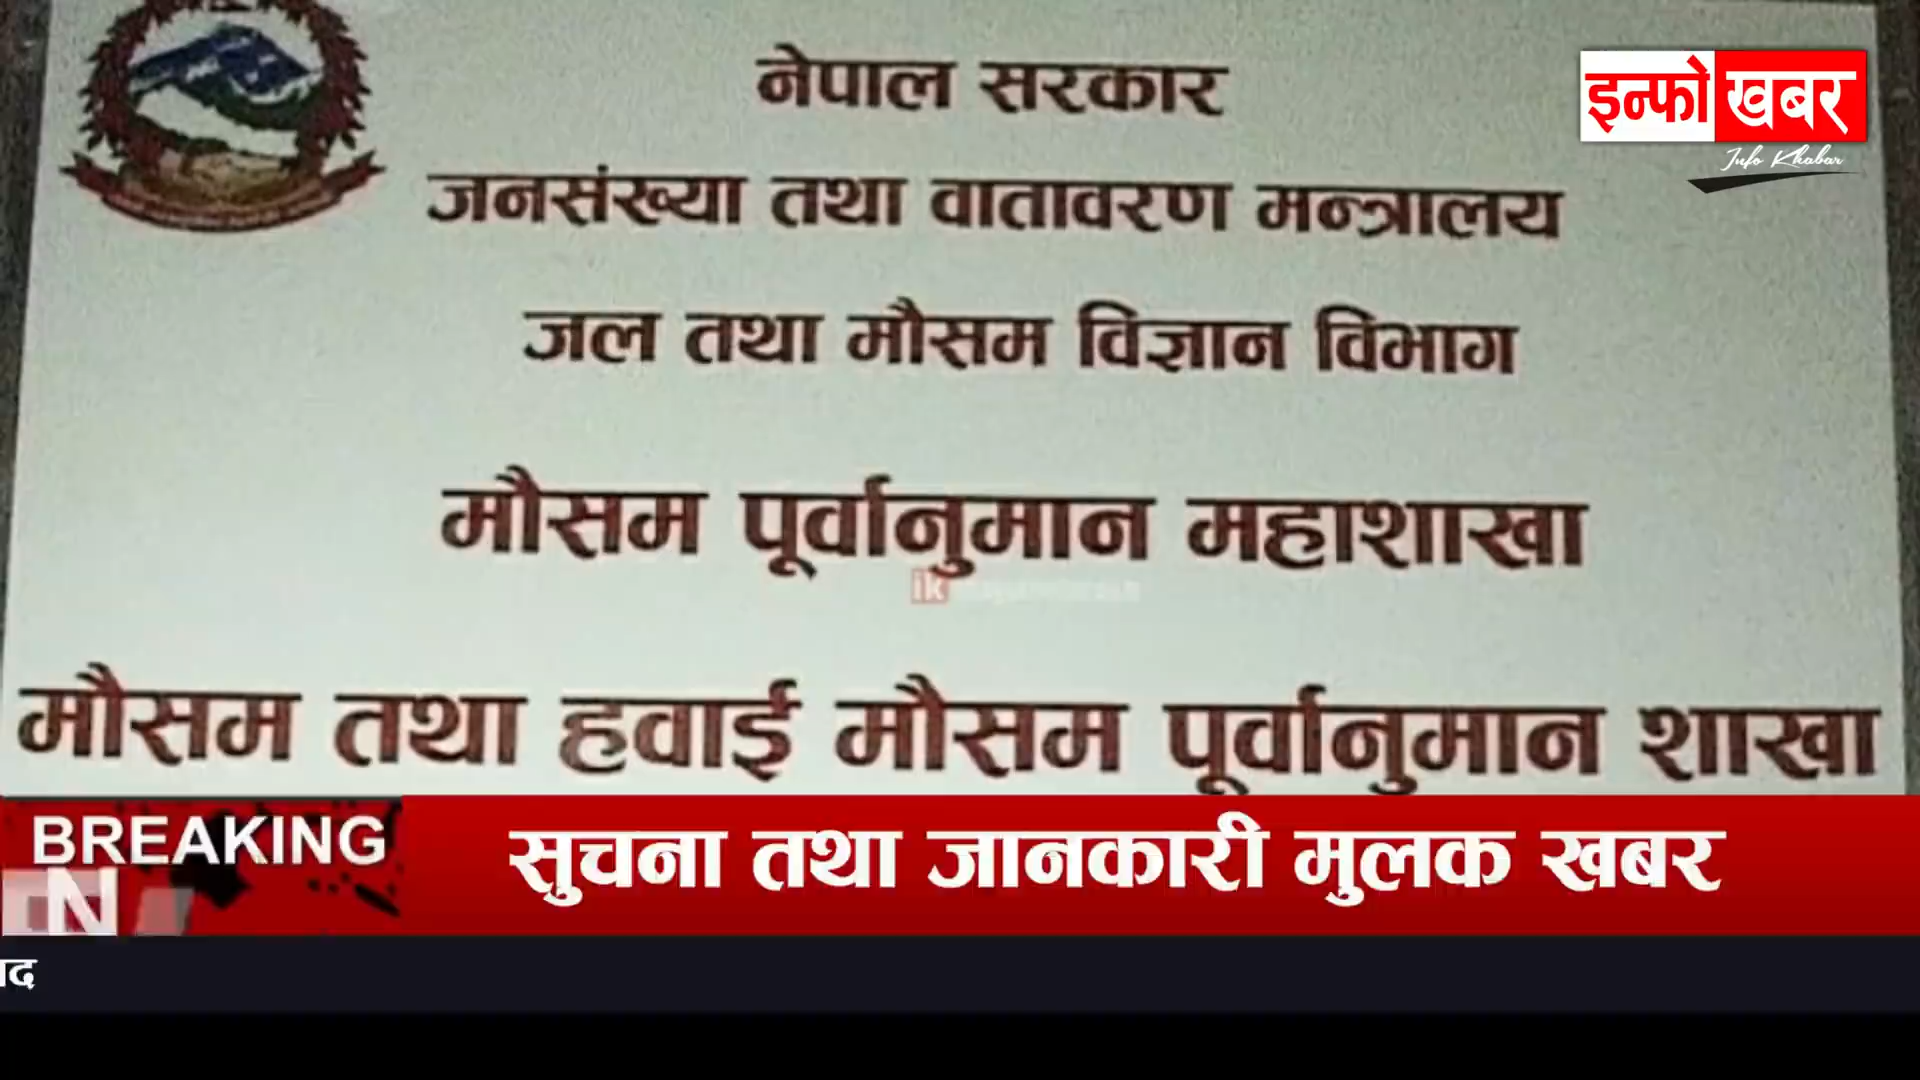 नेपाल सरकार
इन्फो खबर
Info Khabar
जनसंख्या तथा वातावरण मन्त्रालय
जल तथा मौसम विज्ञान विभाग
मौसम पूर्वानुमान महाशाखा
ik
मौसम तथा हवाई मौसम पूर्वानुमान शाखा
BREAKING
N
सुचना तथा जानकारी मुलक खबर
ाद